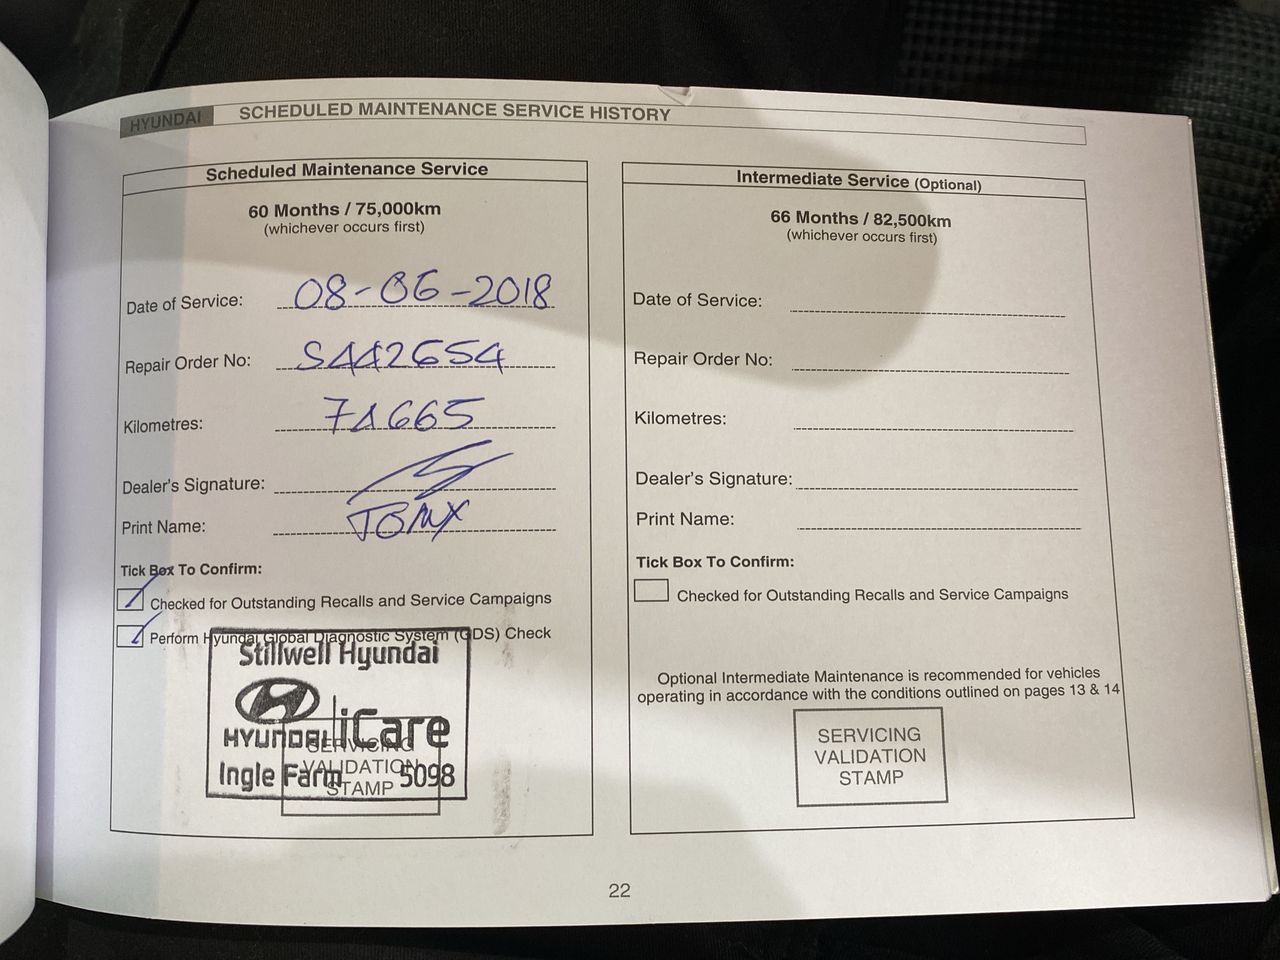 HYUNDAI SCHEDULED MAINTENANCE SERVICE HISTORY
Scheduled Maintenance Service
60 Months / 75,000km
(whichever occurs first)
Date of Service: 08-06-2018
Repair Order No: S442654
Kilometres: 74665
Dealer's Signature:
Print Name: TONY
Tick Box To Confirm:
Checked for Outstanding Recalls and Service Campaigns
Perform Hyundai Global Diagnostic System (GDS) Check
Stillwell Hyundai
HYUNDAI iCare
Ingle Farm 5098
SERVICING
VALIDATION
STAMP
Intermediate Service (Optional)
66 Months / 82,500km
(whichever occurs first)
Date of Service:
Repair Order No:
Kilometres:
Dealer's Signature:
Print Name:
Tick Box To Confirm:
Checked for Outstanding Recalls and Service Campaigns
Optional Intermediate Maintenance is recommended for vehicles
operating in accordance with the conditions outlined on pages 13 & 14
SERVICING
VALIDATION
STAMP
22